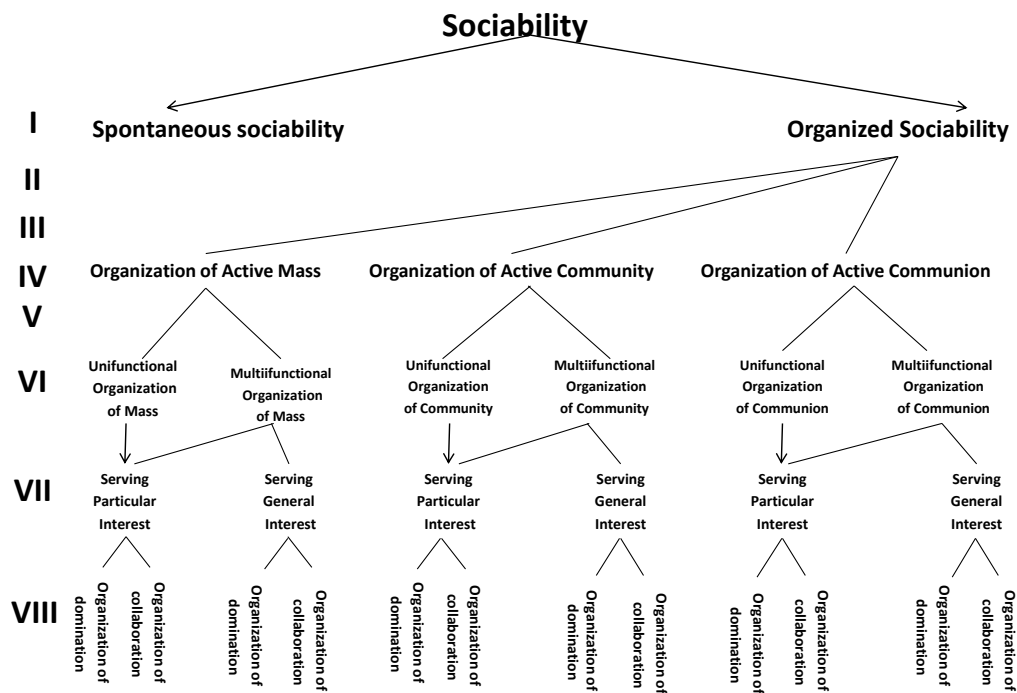 Sociability
I
Spontaneous sociability
Organized Sociability
II
III
IV
Organization of Active Mass
Organization of Active Community
Organization of Active Communion
V
VI
Unifunctional
Organization
of Mass
Multiifunctional
Organization
of Mass
Unifunctional
Organization
of Community
Multifunctional
Organization
of Community
Unifunctional
Organization
of Communion
Multifunctional
Organization
of Communion
VII
Serving
Particular
Interest
Serving
General
Interest
Serving
Particular
Interest
Serving
General
Interest
Serving
Particular
Interest
Serving
General
Interest
VIII
Organization of
domination
Organization of
collaboration
Organization of
domination
Organization of
collaboration
Organization of
domination
Organization of
collaboration
Organization of
domination
Organization of
collaboration
Organization of
domination
Organization of
collaboration
Organization of
domination
Organization of
collaboration